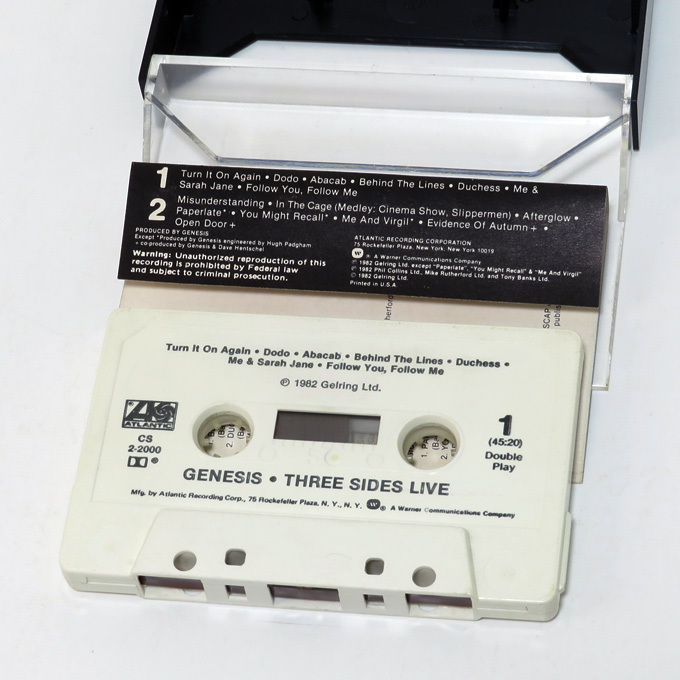 1 Turn It On Again • Dodo • Abacab • Behind The Lines • Duchess • Me &
Sarah Jane • Follow You, Follow Me
2 Misunderstanding • In The Cage (Medley: Cinema Show, Slippermen) • Afterglow •
Paperlate* • You Might Recall* • Me And Virgil* • Evidence Of Autumn + •
Open Door +
PRODUCED BY GENESIS
Except *Produced by Genesis engineered by Hugh Padgham
+ co-produced by Genesis & Dave Hentschel
Warning: Unauthorized reproduction of this
recording is prohibited by Federal law
and subject to criminal prosecution.
ATLANTIC RECORDING CORPORATION
75 Rockefeller Plaza, New York, New York 10019
W ® A Warner Communications Company
℗ 1982 Gelring Ltd. except "Paperlate", "You Might Recall" & "Me And Virgil"
℗ 1982 Phil Collins Ltd., Mike Rutherford Ltd. and Tony Banks Ltd.
© 1982 Gelring Ltd.
Printed in U.S.A.
herford
SCAP
publis
Turn It On Again • Dodo • Abacab • Behind The Lines • Duchess •
Me & Sarah Jane • Follow You, Follow Me
℗ 1982 Gelring Ltd.
ATLANTIC
CS
2-2000
1
(45:20)
Double
Play
GENESIS • THREE SIDES LIVE
Mfg. by Atlantic Recording Corp., 75 Rockefeller Plaza, N. Y., N. Y. W ® A Warner Communications Company